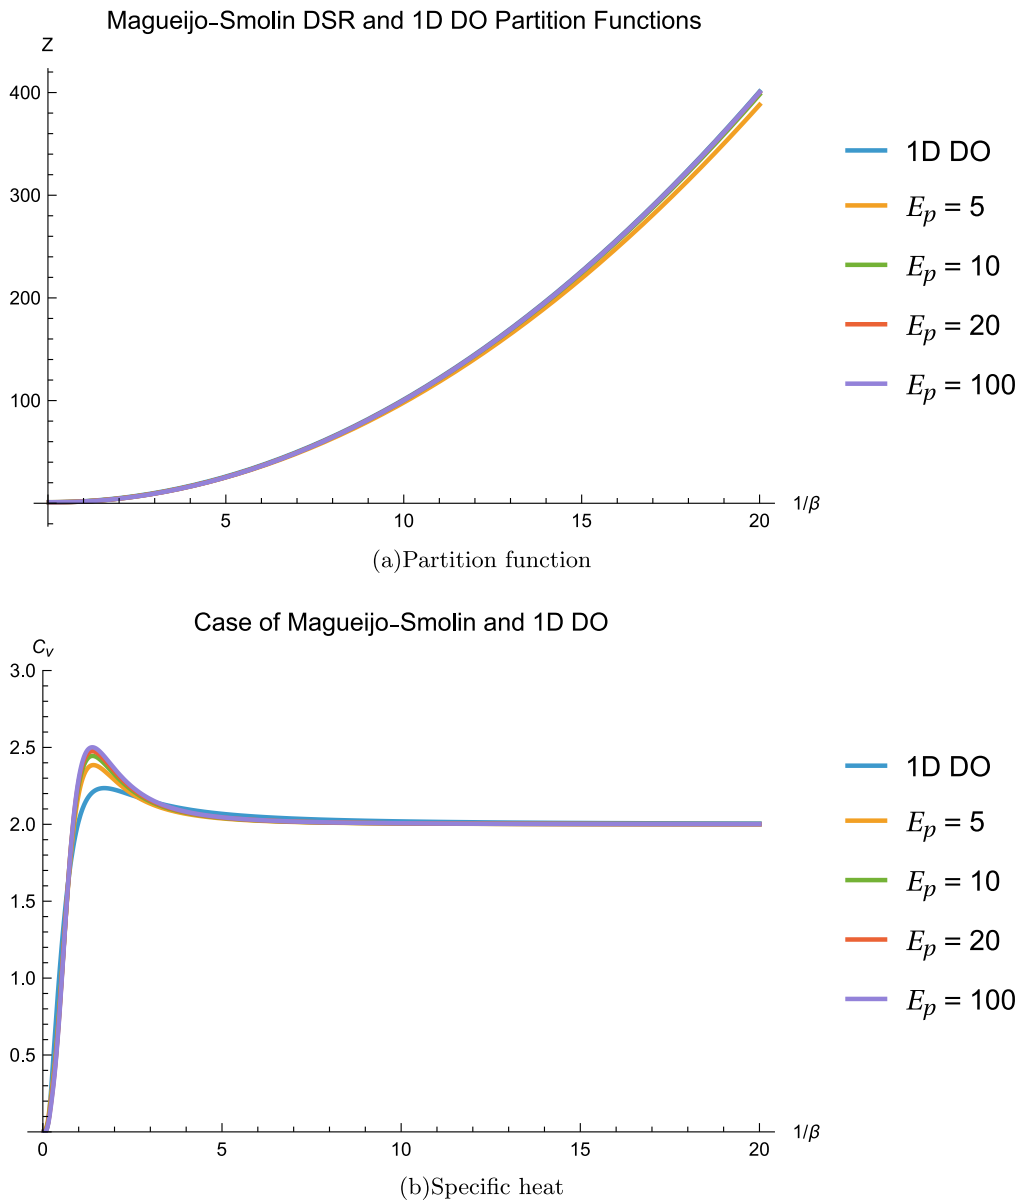 Magueijo-Smolin DSR and 1D DO Partition Functions
Z
400
300
200
100
5
10
15
20
1/β
1D DO
E_p = 5
E_p = 10
E_p = 20
E_p = 100
(a)Partition function
Case of Magueijo-Smolin and 1D DO
C_v
3.0
2.5
2.0
1.5
1.0
0.5
0
5
10
15
20
1/β
1D DO
E_p = 5
E_p = 10
E_p = 20
E_p = 100
(b)Specific heat